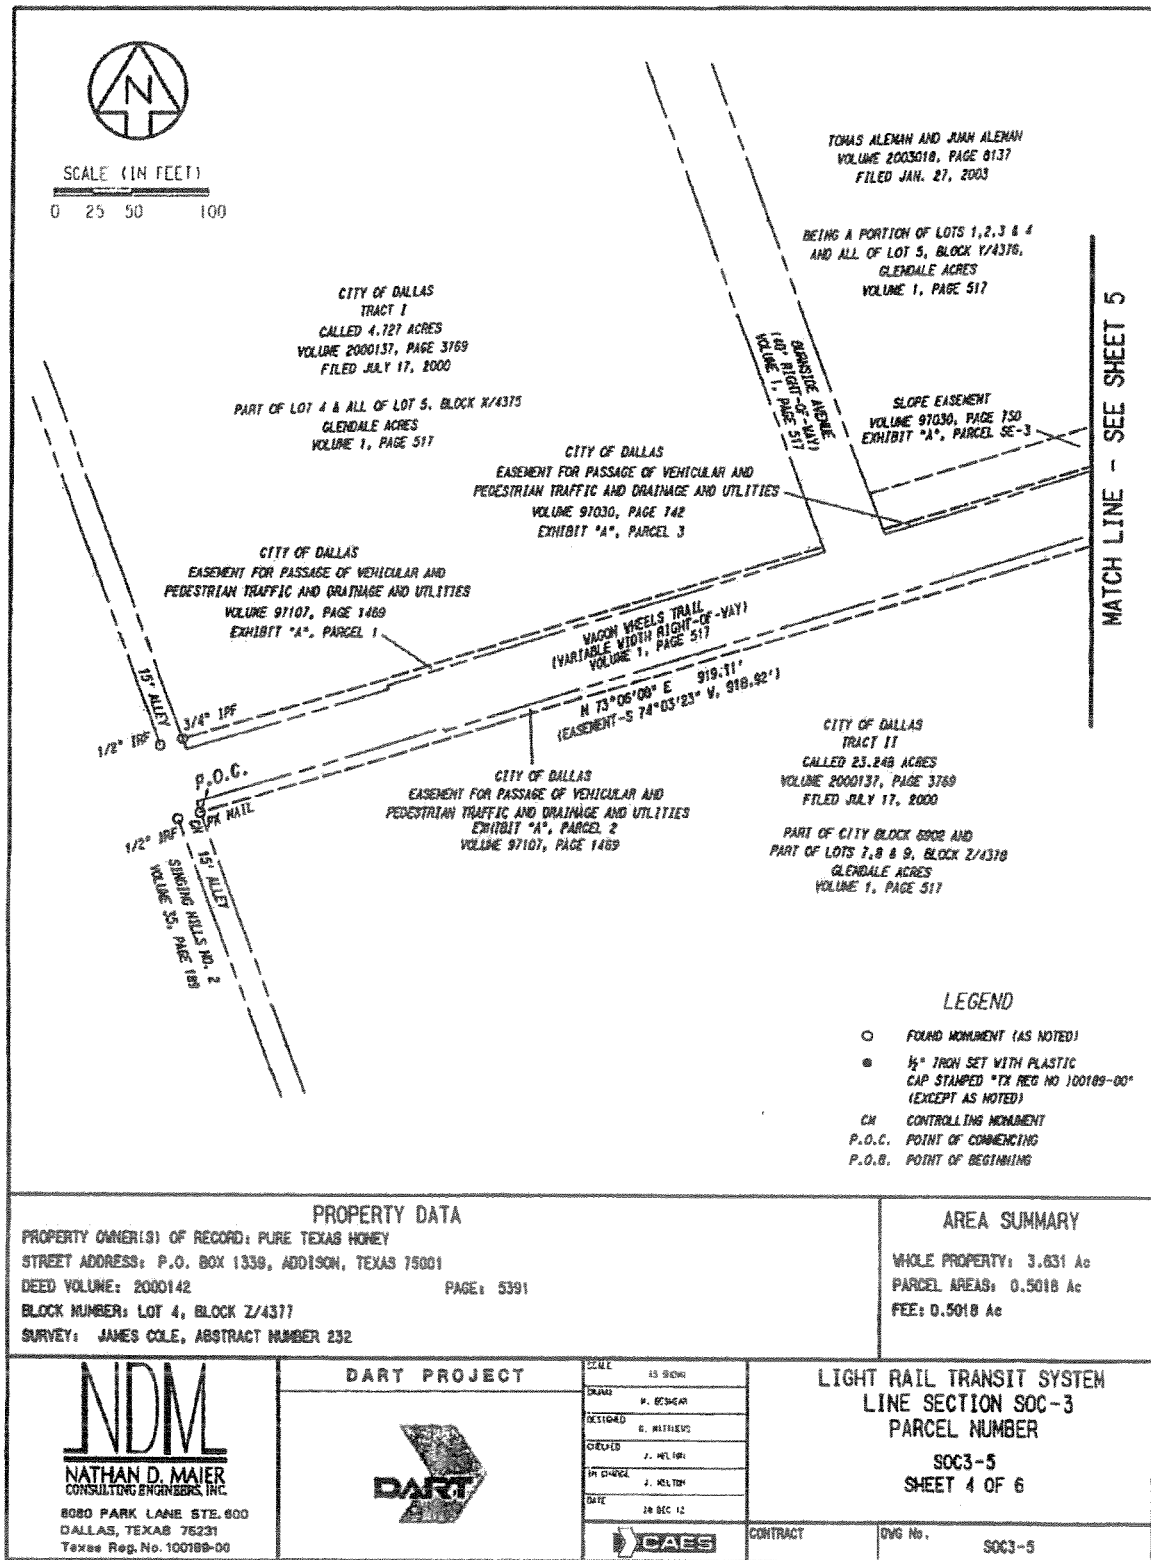 N
SCALE (IN FEET)
0 25 50 100
TOMAS ALEMAN AND JUAN ALEMAN
VOLUME 2003018, PAGE 8137
FILED JAN. 27, 2003
BEING A PORTION OF LOTS 1,2,3 & 4
AND ALL OF LOT 5, BLOCK Y/4376,
GLENDALE ACRES
VOLUME 1, PAGE 517
CITY OF DALLAS
TRACT I
CALLED 4.727 ACRES
VOLUME 2000137, PAGE 3769
FILED JULY 17, 2000
PART OF LOT 4 & ALL OF LOT 5, BLOCK X/4375
GLENDALE ACRES
VOLUME 1, PAGE 517
BURNSIDE AVENUE
(40' RIGHT-OF-WAY)
VOLUME 1, PAGE 517
SLOPE EASEMENT
VOLUME 97030, PAGE 750
EXHIBIT "A", PARCEL SE-3
MATCH LINE - SEE SHEET 5
CITY OF DALLAS
EASEMENT FOR PASSAGE OF VEHICULAR AND
PEDESTRIAN TRAFFIC AND DRAINAGE AND UTLITIES
VOLUME 97030, PAGE 742
EXHIBIT "A", PARCEL 3
CITY OF DALLAS
EASEMENT FOR PASSAGE OF VEHICULAR AND
PEDESTRIAN TRAFFIC AND DRAINAGE AND UTLITIES
VOLUME 97107, PAGE 1469
EXHIBIT "A", PARCEL 1
WAGON WHEELS TRAIL
(VARIABLE WIDTH RIGHT-OF-WAY)
VOLUME 1, PAGE 517
N 73°06'00" E 919.11'
(EASEMENT-S 74°03'23" W, 918.92')
15' ALLEY
3/4" IPF
1/2" IRF
P.O.C.
PK NAIL
CM
1/2" IRF
15' ALLEY
SINGING HILLS NO. 2
VOLUME 35, PAGE 189
CITY OF DALLAS
EASEMENT FOR PASSAGE OF VEHICULAR AND
PEDESTRIAN TRAFFIC AND DRAINAGE AND UTLITIES
EXHIBIT "A", PARCEL 2
VOLUME 97107, PAGE 1469
CITY OF DALLAS
TRACT II
CALLED 23.248 ACRES
VOLUME 2000137, PAGE 3769
FILED JULY 17, 2000
PART OF CITY BLOCK 6902 AND
PART OF LOTS 7,8 & 9, BLOCK Z/4378
GLENDALE ACRES
VOLUME 1, PAGE 517
LEGEND
FOUND MONUMENT (AS NOTED)
½" IRON SET WITH PLASTIC
CAP STAMPED "TX REG NO 100189-00"
(EXCEPT AS NOTED)
CM CONTROLLING MONUMENT
P.O.C. POINT OF COMMENCING
P.O.B. POINT OF BEGINNING
PROPERTY DATA
PROPERTY OWNER(S) OF RECORD: PURE TEXAS HONEY
STREET ADDRESS: P.O. BOX 1339, ADDISON, TEXAS 75001
DEED VOLUME: 2000142 PAGE: 5391
BLOCK NUMBER: LOT 4, BLOCK Z/4377
SURVEY: JAMES COLE, ABSTRACT NUMBER 232
AREA SUMMARY
WHOLE PROPERTY: 3.631 Ac
PARCEL AREAS: 0.5018 Ac
FEE: 0.5018 Ac
NDM
NATHAN D. MAIER
CONSULTING ENGINEERS, INC.
8080 PARK LANE STE. 600
DALLAS, TEXAS 75231
Texas Reg. No. 100189-00
DART PROJECT
DART
SCALE AS SHOWN
DRAWN
DESIGNED G. MATTHEWS
CHECKED J. MELTON
IN CHARGE J. MELTON
DATE 28 DEC 12
CAES
LIGHT RAIL TRANSIT SYSTEM
LINE SECTION SOC-3
PARCEL NUMBER
SOC3-5
SHEET 4 OF 6
CONTRACT
DWG No.
SOC3-5